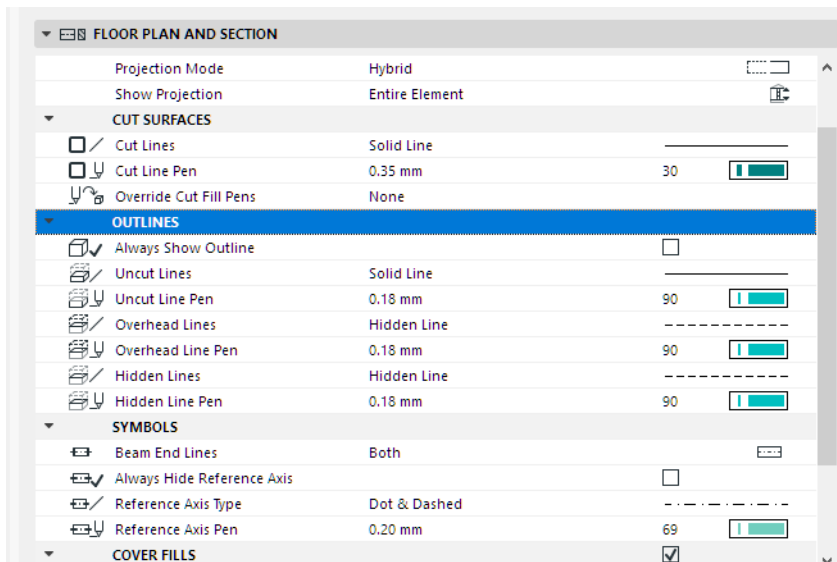 FLOOR PLAN AND SECTION
Projection Mode Hybrid
Show Projection Entire Element
CUT SURFACES
Cut Lines Solid Line
Cut Line Pen 0.35 mm 30
Override Cut Fill Pens None
OUTLINES
Always Show Outline
Uncut Lines Solid Line
Uncut Line Pen 0.18 mm 90
Overhead Lines Hidden Line
Overhead Line Pen 0.18 mm 90
Hidden Lines Hidden Line
Hidden Line Pen 0.18 mm 90
SYMBOLS
Beam End Lines Both
Always Hide Reference Axis
Reference Axis Type Dot & Dashed
Reference Axis Pen 0.20 mm 69
COVER FILLS